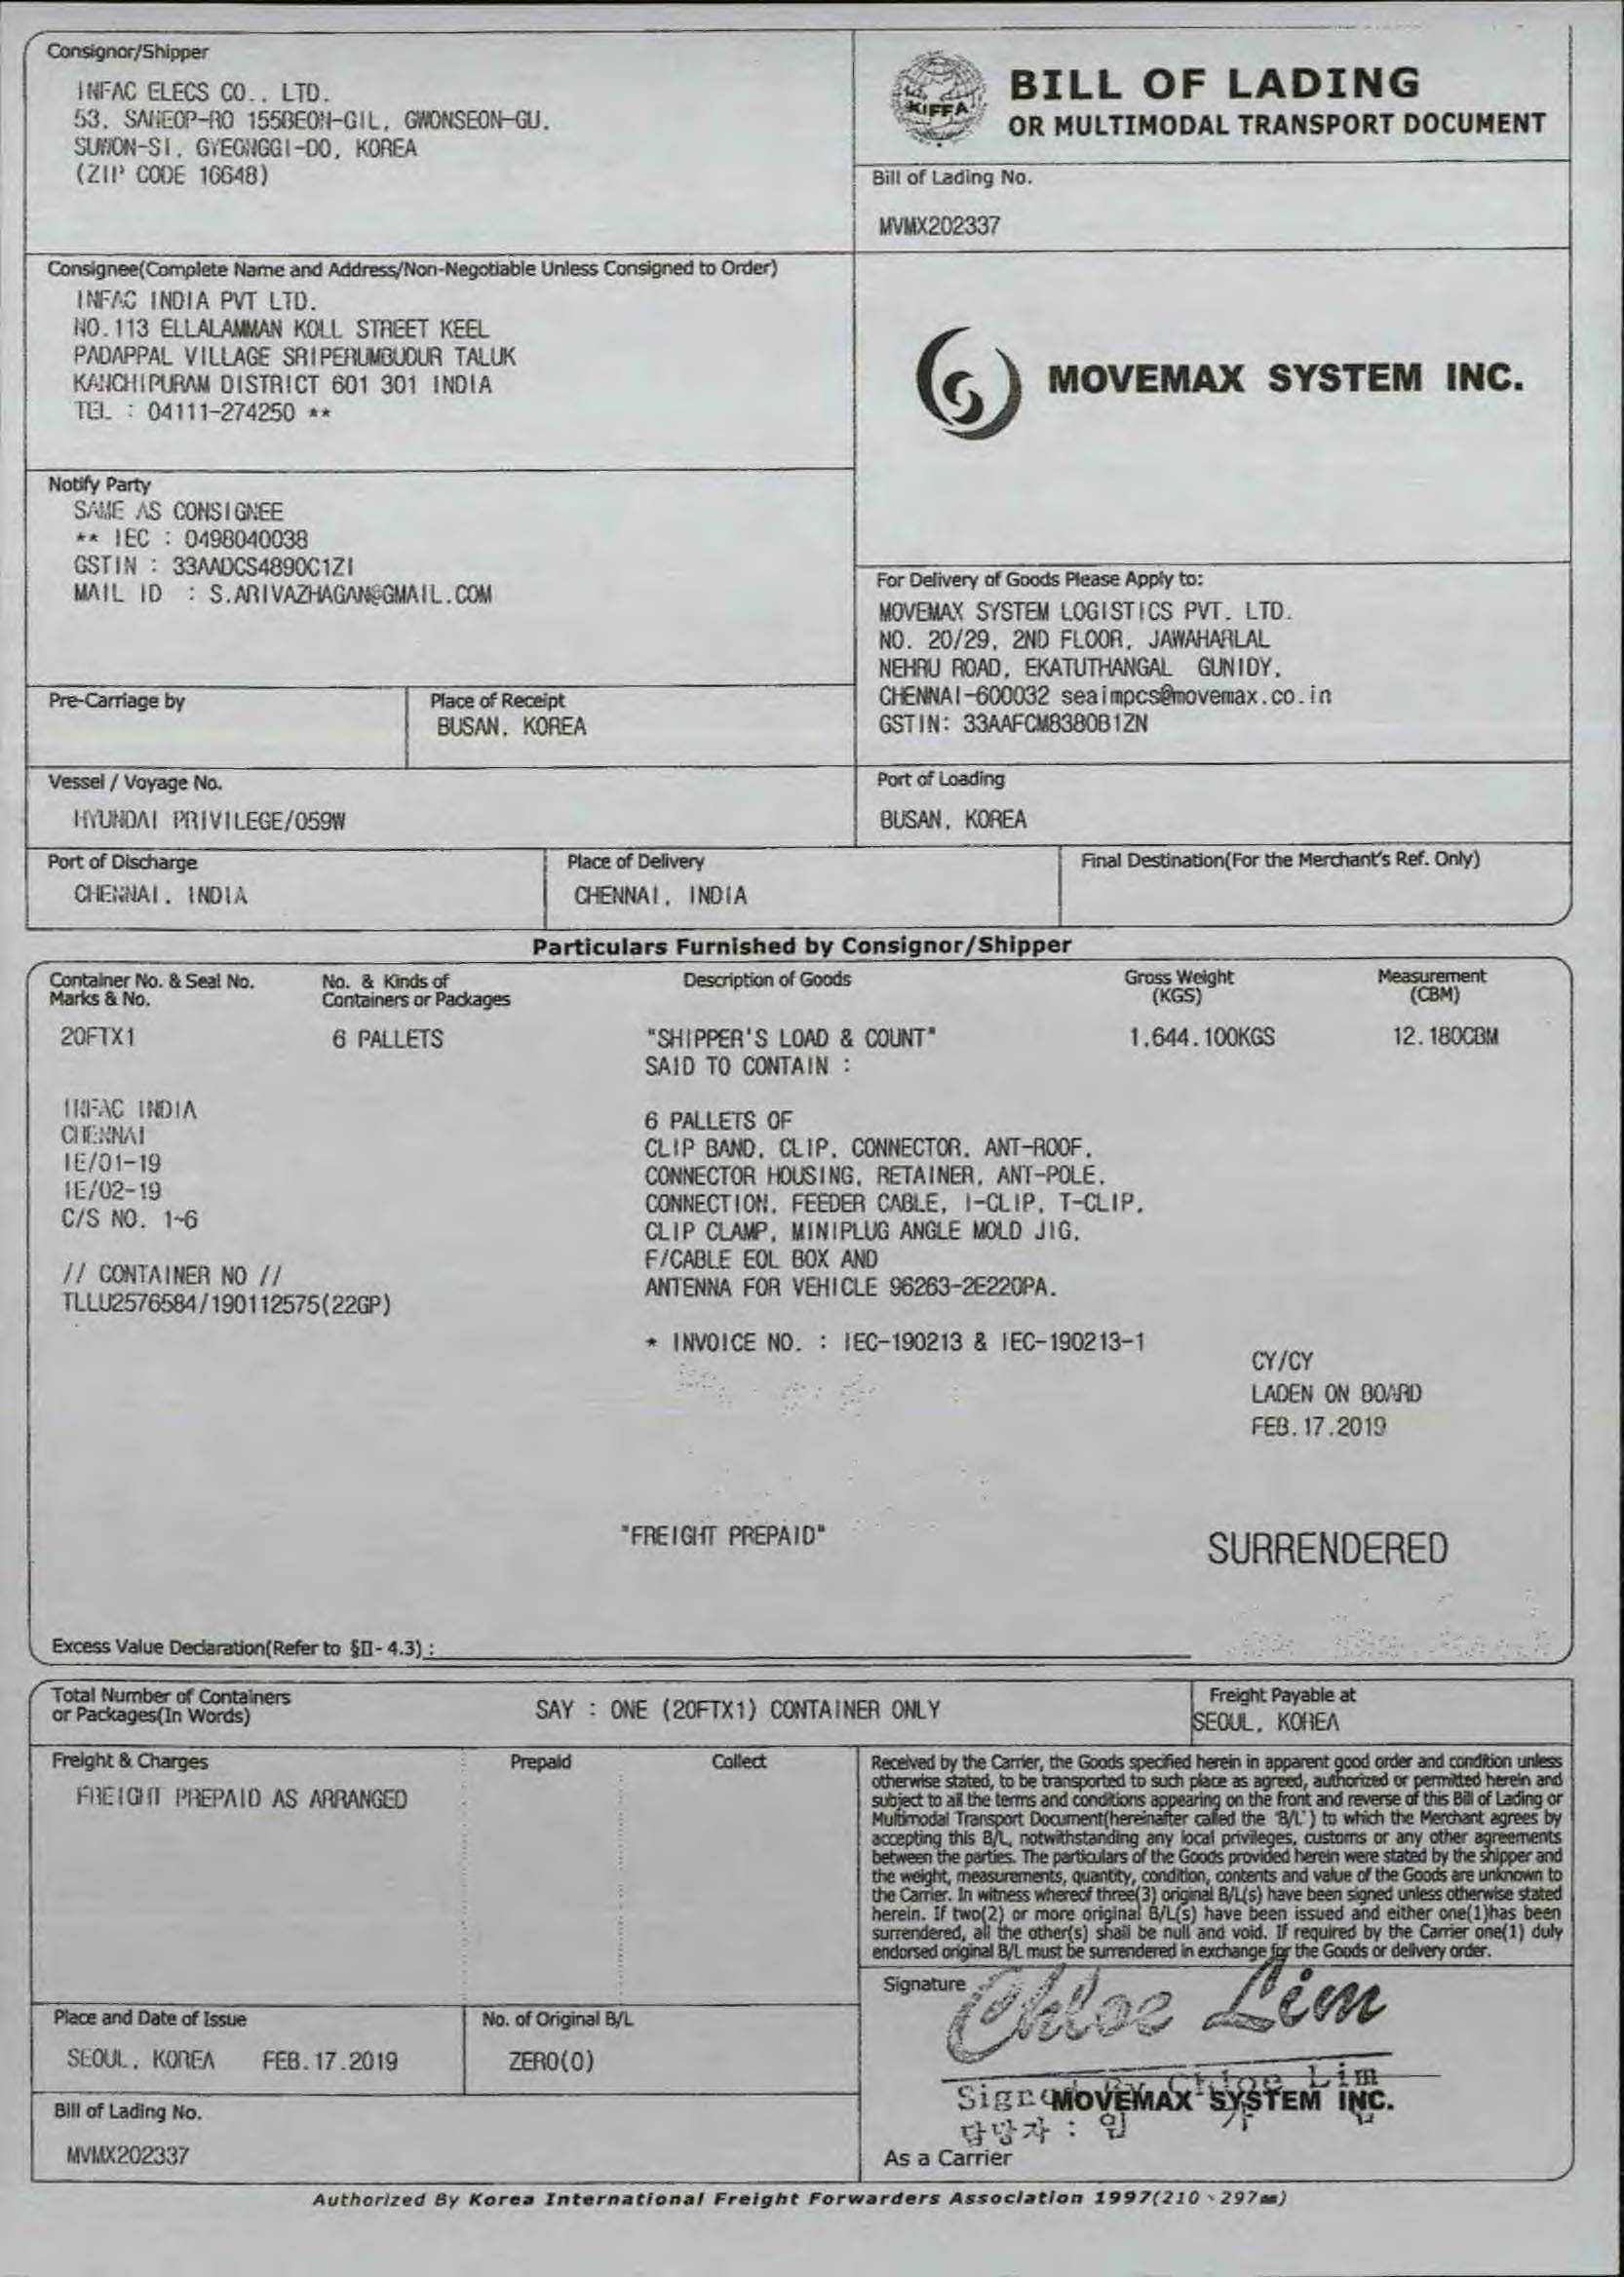 Consignor/Shipper
INFAC ELECS CO., LTD.
53, SANEOP-RO 155BEON-GIL, GWONSEON-GU,
SUWON-SI, GYEONGGI-DO, KOREA
(ZIP CODE 16648)
KIFFA
BILL OF LADING
OR MULTIMODAL TRANSPORT DOCUMENT
Bill of Lading No.
MVMX202337
Consignee(Complete Name and Address/Non-Negotiable Unless Consigned to Order)
INFAC INDIA PVT LTD.
NO.113 ELLALAMMAN KOLL STREET KEEL
PADAPPAL VILLAGE SRIPERUMBUDUR TALUK
KANCHIPURAM DISTRICT 601 301 INDIA
TEL : 04111-274250 **
MOVEMAX SYSTEM INC.
Notify Party
SAME AS CONSIGNEE
** IEC : 0498040038
GSTIN : 33AADCS4890C1ZI
MAIL ID : S.ARIVAZHAGAN@GMAIL.COM
For Delivery of Goods Please Apply to:
MOVEMAX SYSTEM LOGISTICS PVT. LTD.
NO. 20/29, 2ND FLOOR, JAWAHARLAL
NEHRU ROAD, EKATUTHANGAL GUNIDY,
CHENNAI-600032 seaimpcs@movemax.co.in
GSTIN: 33AAFCM8380B1ZN
Pre-Carriage by
Place of Receipt
BUSAN, KOREA
Vessel / Voyage No.
HYUNDAI PRIVILEGE/059W
Port of Loading
BUSAN, KOREA
Port of Discharge
CHENNAI, INDIA
Place of Delivery
CHENNAI, INDIA
Final Destination(For the Merchant's Ref. Only)
Particulars Furnished by Consignor/Shipper
Container No. & Seal No.
Marks & No.
No. & Kinds of
Containers or Packages
Description of Goods
Gross Weight
(KGS)
Measurement
(CBM)
20FTX1 6 PALLETS "SHIPPER'S LOAD & COUNT" 1,644.100KGS 12.180CBM
SAID TO CONTAIN :
INFAC INDIA
CHENNAI
IE/01-19
IE/02-19
C/S NO. 1~6
// CONTAINER NO //
TLLU2576584/190112575(22GP)
6 PALLETS OF
CLIP BAND, CLIP, CONNECTOR, ANT-ROOF,
CONNECTOR HOUSING, RETAINER, ANT-POLE,
CONNECTION, FEEDER CABLE, I-CLIP, T-CLIP,
CLIP CLAMP, MINIPLUG ANGLE MOLD JIG,
F/CABLE EOL BOX AND
ANTENNA FOR VEHICLE 96263-2E220PA.
* INVOICE NO. : IEC-190213 & IEC-190213-1
CY/CY
LADEN ON BOARD
FEB.17.2019
"FREIGHT PREPAID"
SURRENDERED
Excess Value Declaration(Refer to §II- 4.3) :
Total Number of Containers
or Packages(In Words)
SAY : ONE (20FTX1) CONTAINER ONLY
Freight Payable at
SEOUL, KOREA
Freight & Charges Prepaid Collect
FREIGHT PREPAID AS ARRANGED
Received by the Carrier, the Goods specified herein in apparent good order and condition unless
otherwise stated, to be transported to such place as agreed, authorized or permitted herein and
subject to all the terms and conditions appearing on the front and reverse of this Bill of Lading or
Multimodal Transport Document(hereinafter called the 'B/L') to which the Merchant agrees by
accepting this B/L, notwithstanding any local privileges, customs or any other agreements
between the parties. The particulars of the Goods provided herein were stated by the shipper and
the weight, measurements, quantity, condition, contents and value of the Goods are unknown to
the Carrier. In witness whereof three(3) original B/L(s) have been signed unless otherwise stated
herein. If two(2) or more original B/L(s) have been issued and either one(1)has been
surrendered, all the other(s) shall be null and void. If required by the Carrier one(1) duly
endorsed original B/L must be surrendered in exchange for the Goods or delivery order.
Signature
Chloe Lim
Place and Date of Issue
SEOUL, KOREA FEB.17.2019
No. of Original B/L
ZERO(0)
Signed By Chloe Lim
MOVEMAX SYSTEM INC.
담당자 : 임
As a Carrier
Bill of Lading No.
MVMX202337
Authorized By Korea International Freight Forwarders Association 1997(210 × 297㎜)